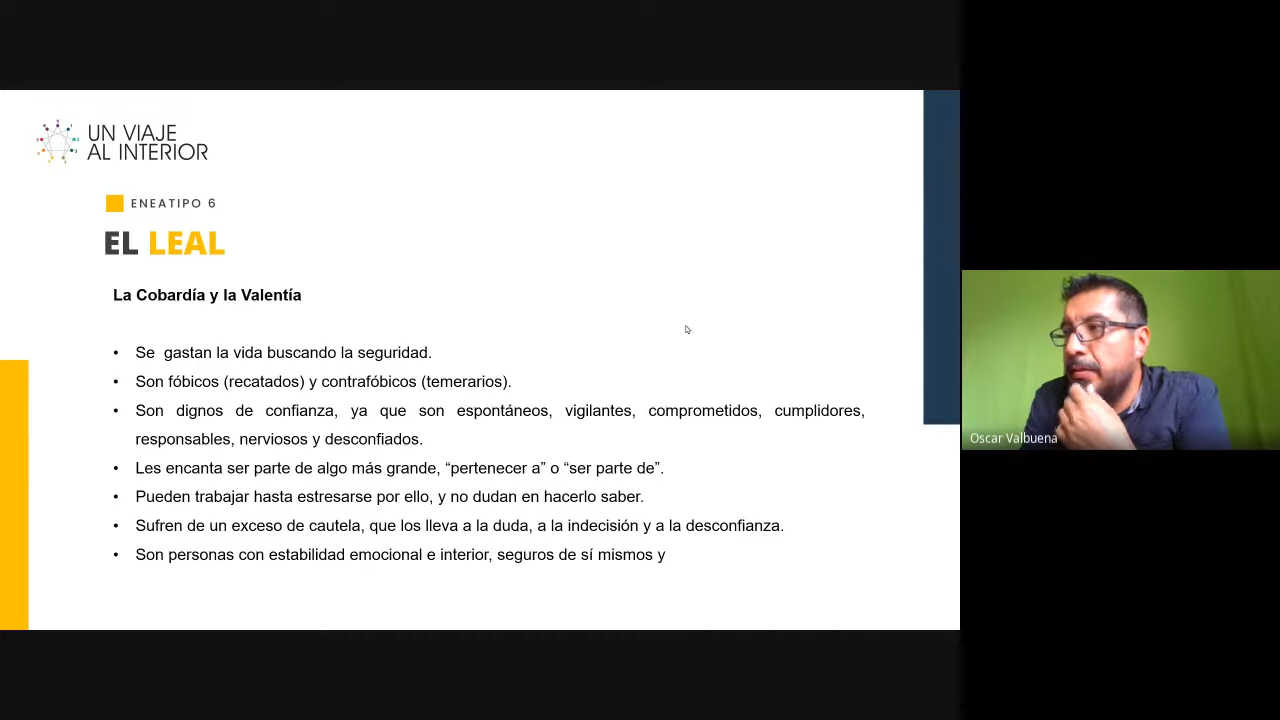 UN VIAJE
AL INTERIOR
ENEATIPO 6
EL LEAL
La Cobardía y la Valentía
• Se gastan la vida buscando la seguridad.
• Son fóbicos (recatados) y contrafóbicos (temerarios).
• Son dignos de confianza, ya que son espontáneos, vigilantes, comprometidos, cumplidores,
responsables, nerviosos y desconfiados.
• Les encanta ser parte de algo más grande, “pertenecer a” o “ser parte de”.
• Pueden trabajar hasta estresarse por ello, y no dudan en hacerlo saber.
• Sufren de un exceso de cautela, que los lleva a la duda, a la indecisión y a la desconfianza.
• Son personas con estabilidad emocional e interior, seguros de sí mismos y
Oscar Valbuena